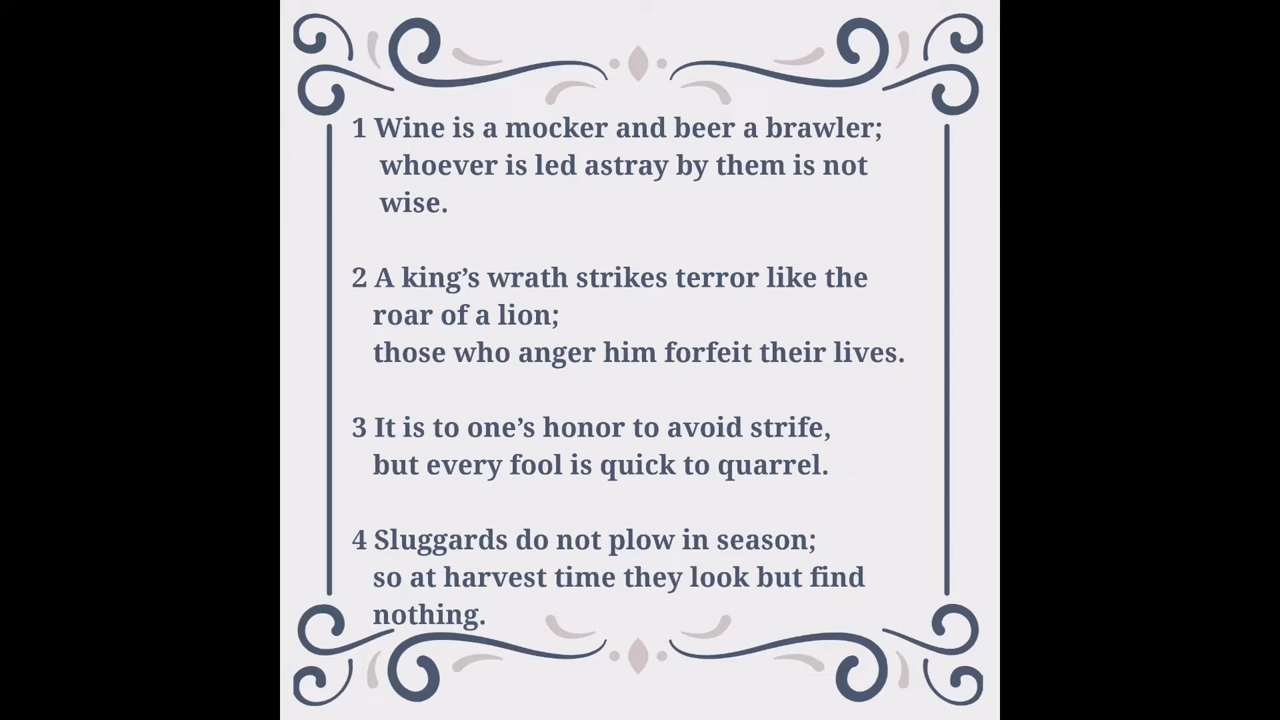 1 Wine is a mocker and beer a brawler;
whoever is led astray by them is not
wise.
2 A king’s wrath strikes terror like the
roar of a lion;
those who anger him forfeit their lives.
3 It is to one’s honor to avoid strife,
but every fool is quick to quarrel.
4 Sluggards do not plow in season;
so at harvest time they look but find
nothing.